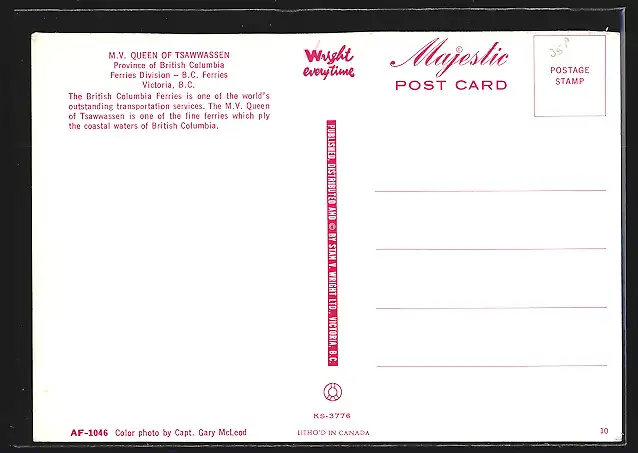 M.V. QUEEN OF TSAWWASSEN
Province of British Columbia
Ferries Division — B.C. Ferries
Victoria, B.C.
The British Columbia Ferries is one of the world's
outstanding transportation services. The M.V. Queen
of Tsawwassen is one of the fine ferries which ply
the coastal waters of British Columbia.
Wright
everytime
Majestic
©
POST CARD
POSTAGE
STAMP
PUBLISHED, DISTRIBUTED AND © BY STAN V. WRIGHT LTD., VICTORIA, B.C.
KS-3776
AF-1046 Color photo by Capt. Gary McLeod
LITHO'D IN CANADA
10